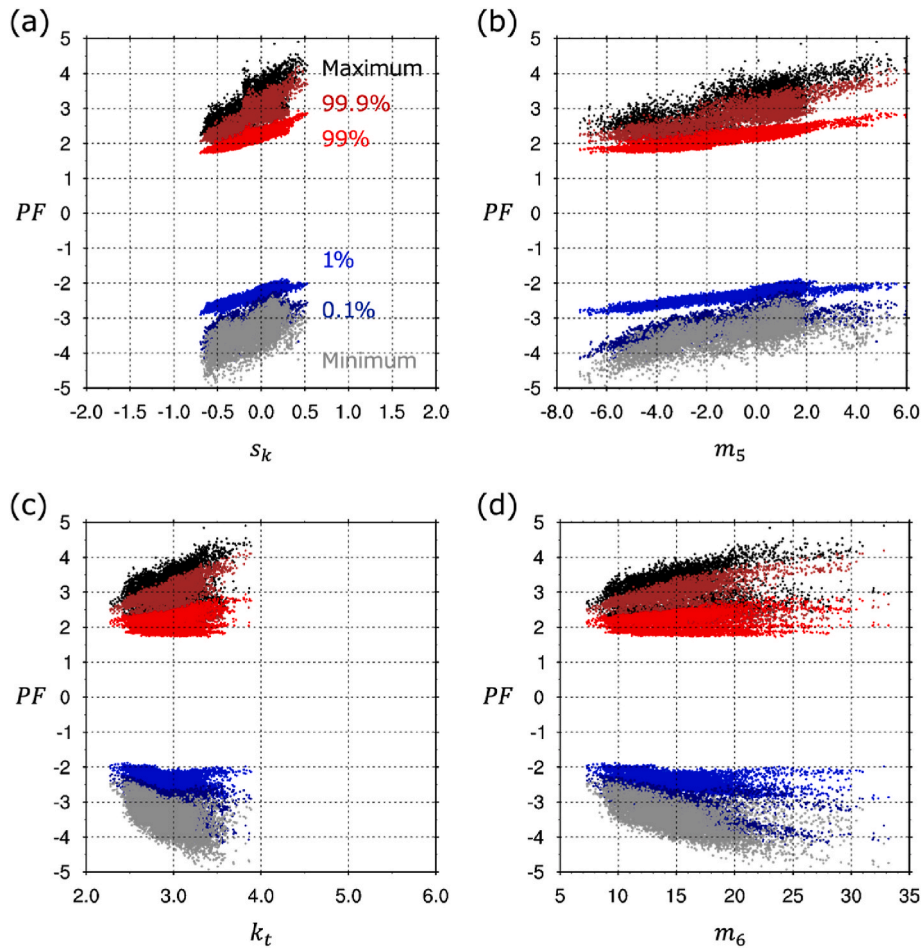 (a)
5
4
3
2
1
PF 0
-1
-2
-3
-4
-5
Maximum
99.9%
99%
1%
0.1%
Minimum
-2.0 -1.5 -1.0 -0.5 0.0 0.5 1.0 1.5 2.0
s_k
(b)
5
4
3
2
1
PF 0
-1
-2
-3
-4
-5
-8.0 -6.0 -4.0 -2.0 0.0 2.0 4.0 6.0
m_5
(c)
5
4
3
2
1
PF 0
-1
-2
-3
-4
-5
2.0 3.0 4.0 5.0 6.0
k_t
(d)
5
4
3
2
1
PF 0
-1
-2
-3
-4
-5
5 10 15 20 25 30 35
m_6